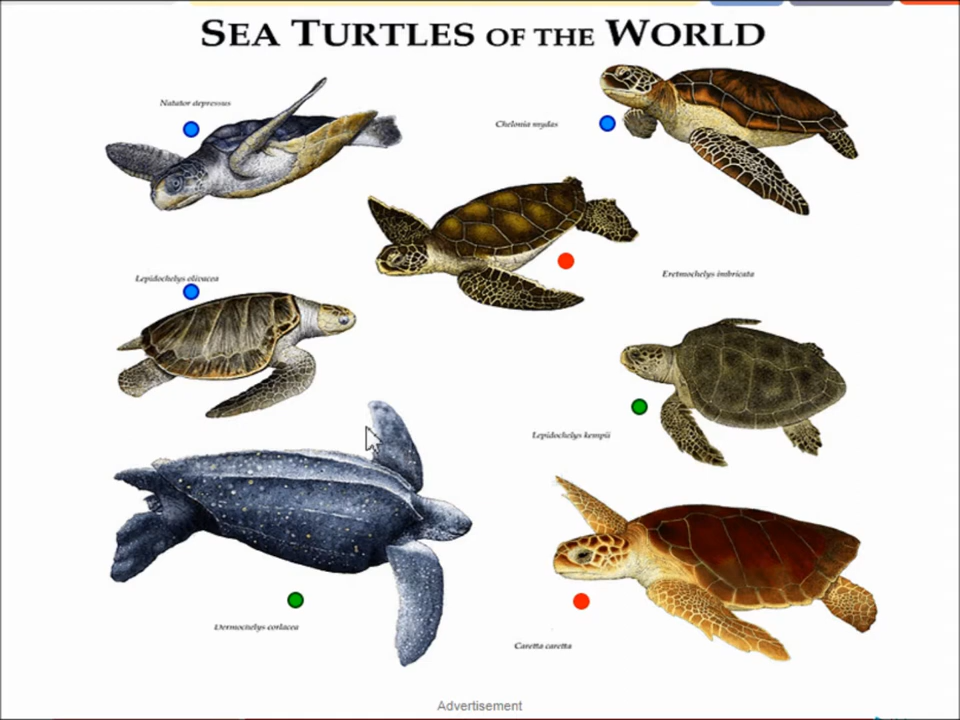 SEA TURTLES OF THE WORLD
Natator depressus
Chelonia mydas
Lepidochelys olivacea
Eretmochelys imbricata
Lepidochelys kempii
Dermochelys coriacea
Caretta caretta
Advertisement